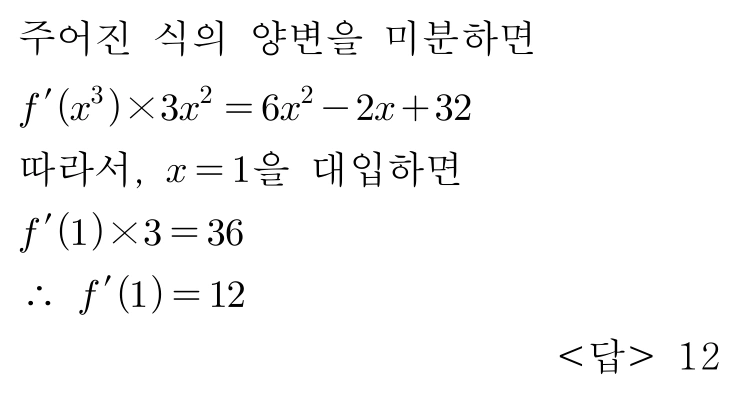 주어진 식의 양변을 미분하면
f′(x³)×3x² = 6x² − 2x + 32
따라서, x = 1을 대입하면
f′(1)×3 = 36
∴ f′(1) = 12
<답> 12